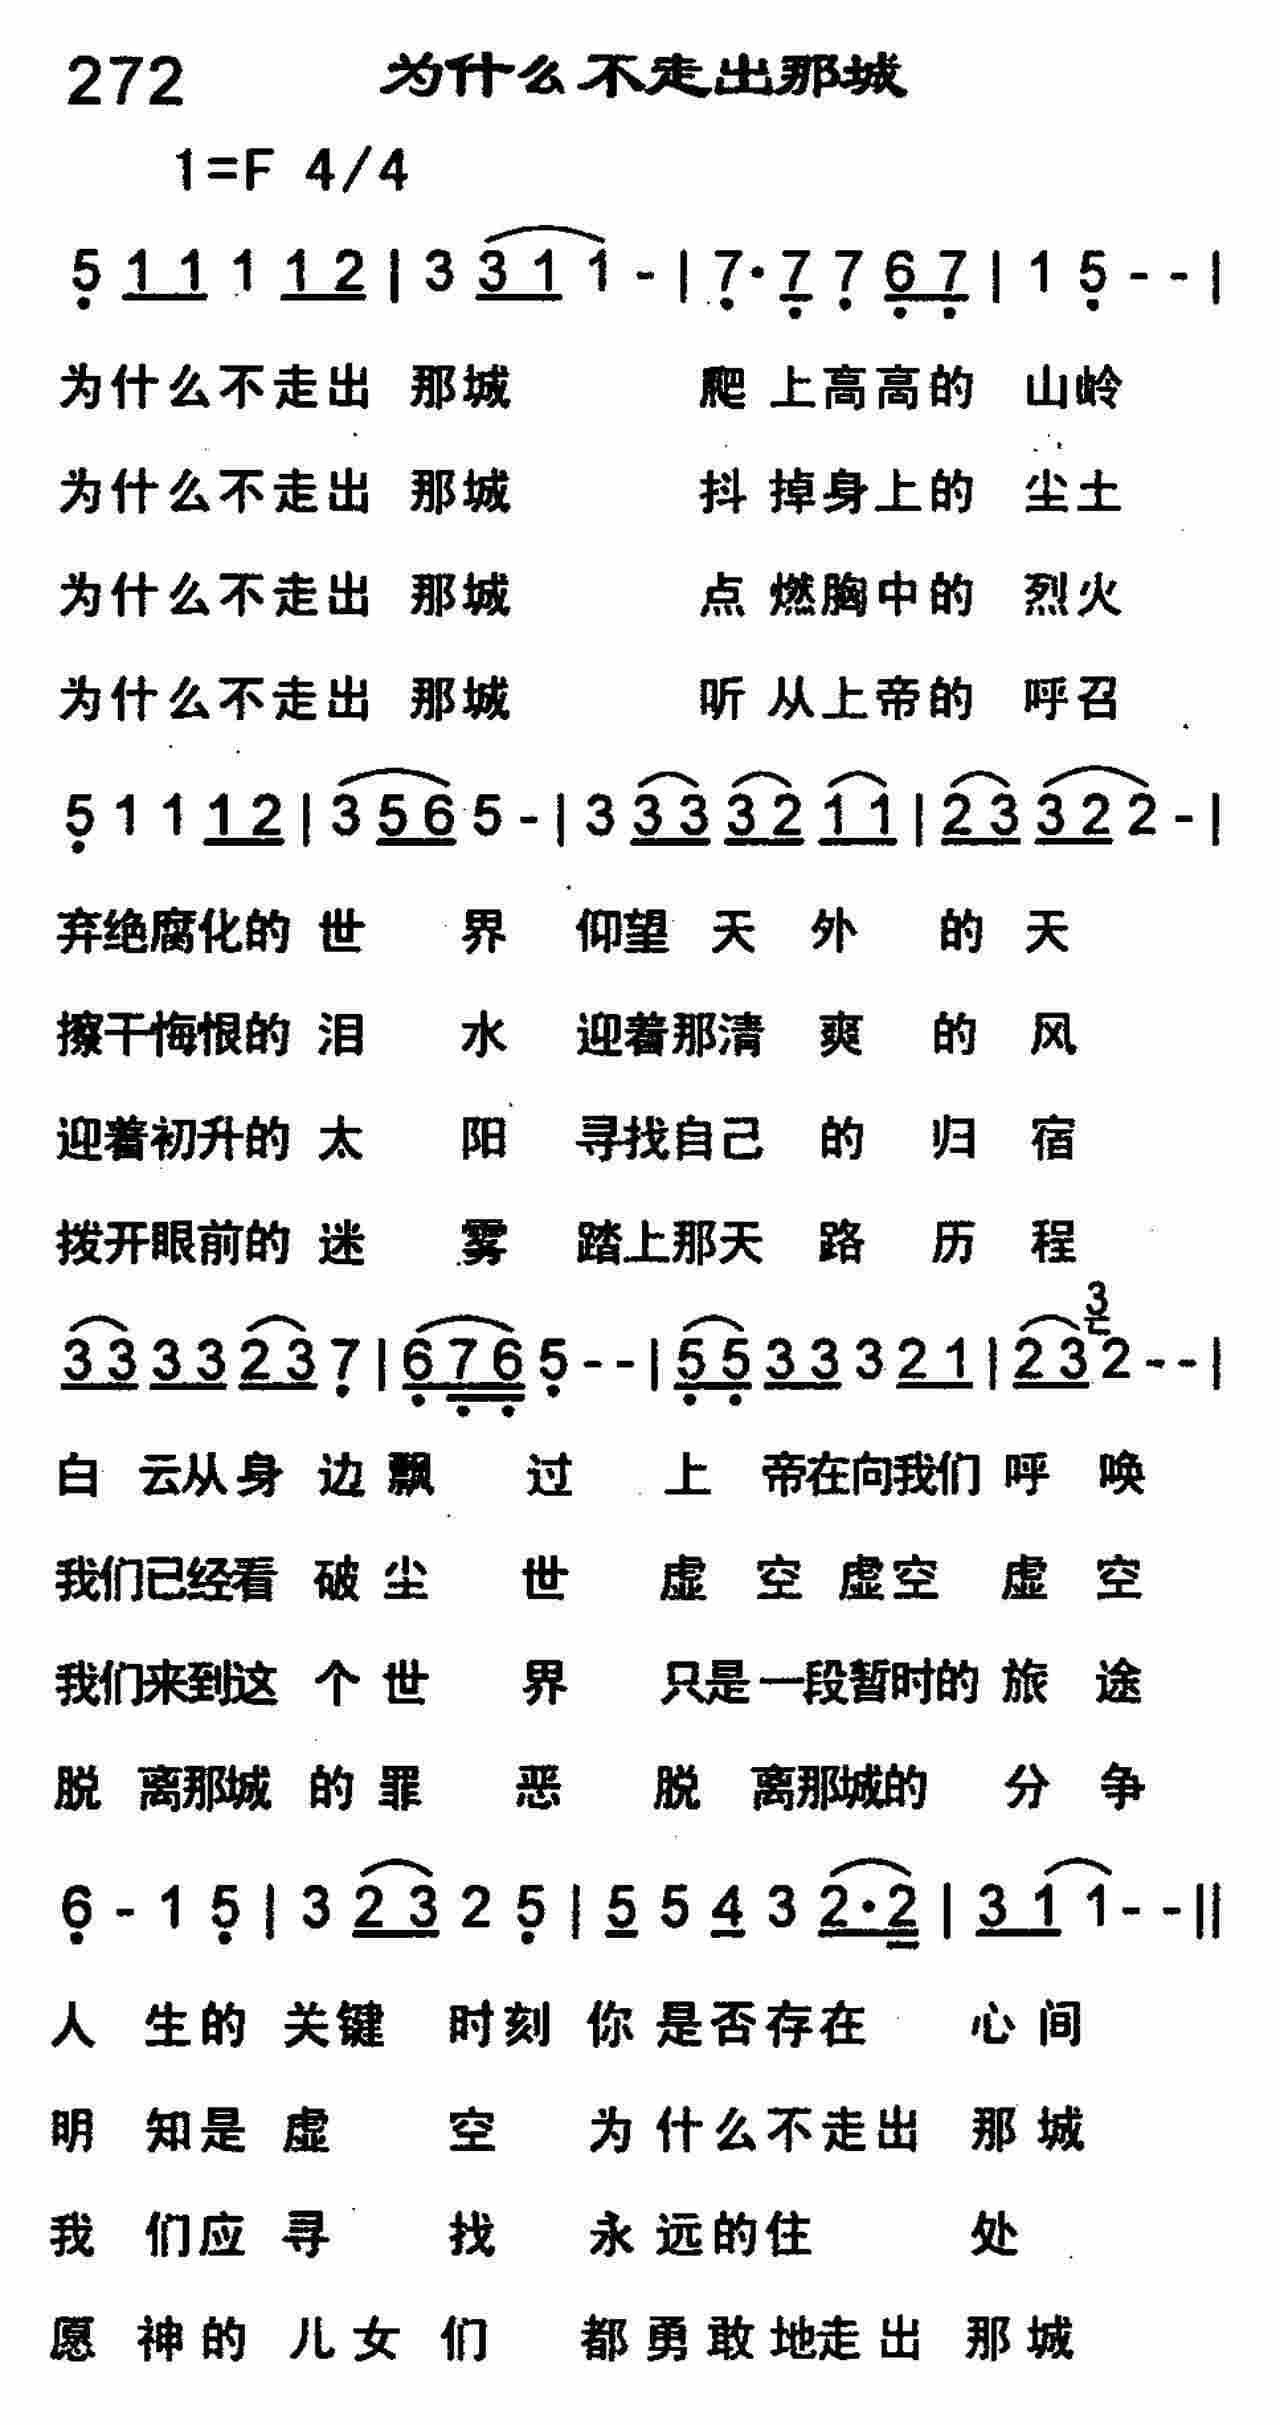 272 为什么不走出那城
1=F 4/4
5 1 1 1 1 2 | 3 3 1 1 - | 7· 7 7 6 7 | 1 5 - - |
为什么不走出 那城 爬 上高高的 山岭
为什么不走出 那城 抖 掉身上的 尘土
为什么不走出 那城 点 燃胸中的 烈火
为什么不走出 那城 听 从上帝的 呼召
5 1 1 1 2 | 3 5 6 5 - | 3 3 3 3 2 1 1 | 2 3 3 2 2 - |
弃绝腐化的 世 界 仰望 天 外 的 天
擦干悔恨的 泪 水 迎着那清 爽 的 风
迎着初升的 太 阳 寻找自己 的 归 宿
拨开眼前的 迷 雾 踏上那天 路 历 程
3 3 3 3 2 3 7 | 6 7 6 5 - - | 5 5 3 3 3 2 1 | 2 3 3 2 - - |
白 云从身 边飘 过 上 帝在向我们 呼 唤
我们已经看 破尘 世 虚 空 虚空 虚 空
我们来到这 个世 界 只是一段暂时的 旅 途
脱 离那城 的罪 恶 脱 离那城的 分 争
6 - 1 5 | 3 2 3 2 5 | 5 5 4 3 2· 2 | 3 1 1 - - ||
人 生的 关键 时刻 你 是否存在 心间
明 知是 虚 空 为 什么不走出 那城
我 们应 寻 找 永 远的住 处
愿 神的 儿女 们 都勇敢地走出 那城